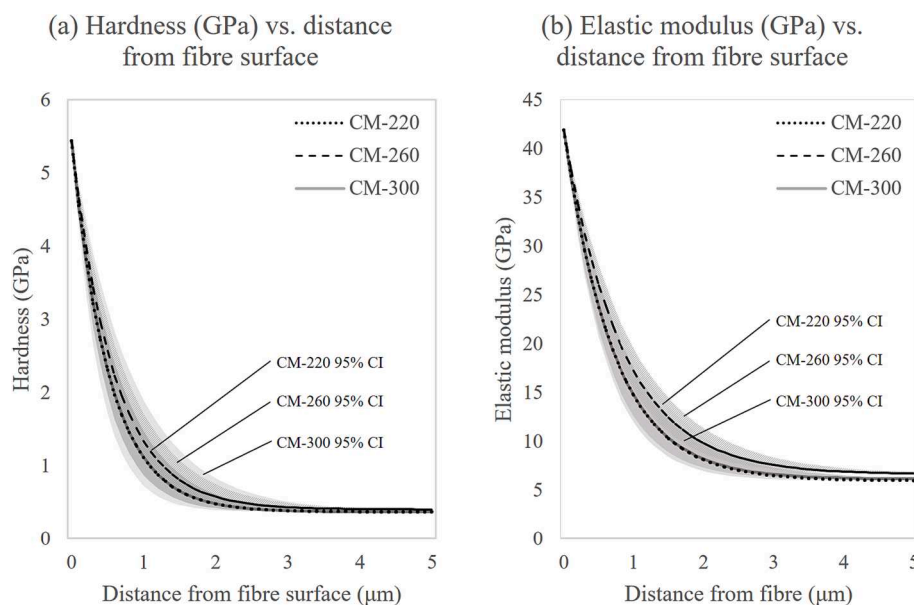 (a) Hardness (GPa) vs. distance
from fibre surface
6
5
4
3
2
1
0
Hardness (GPa)
CM-220
CM-260
CM-300
CM-220 95% CI
CM-260 95% CI
CM-300 95% CI
0 1 2 3 4 5
Distance from fibre surface (μm)
(b) Elastic modulus (GPa) vs.
distance from fibre surface
45
40
35
30
25
20
15
10
5
0
Elastic modulus (GPa)
CM-220
CM-260
CM-300
CM-220 95% CI
CM-260 95% CI
CM-300 95% CI
0 1 2 3 4 5
Distance from fibre (μm)